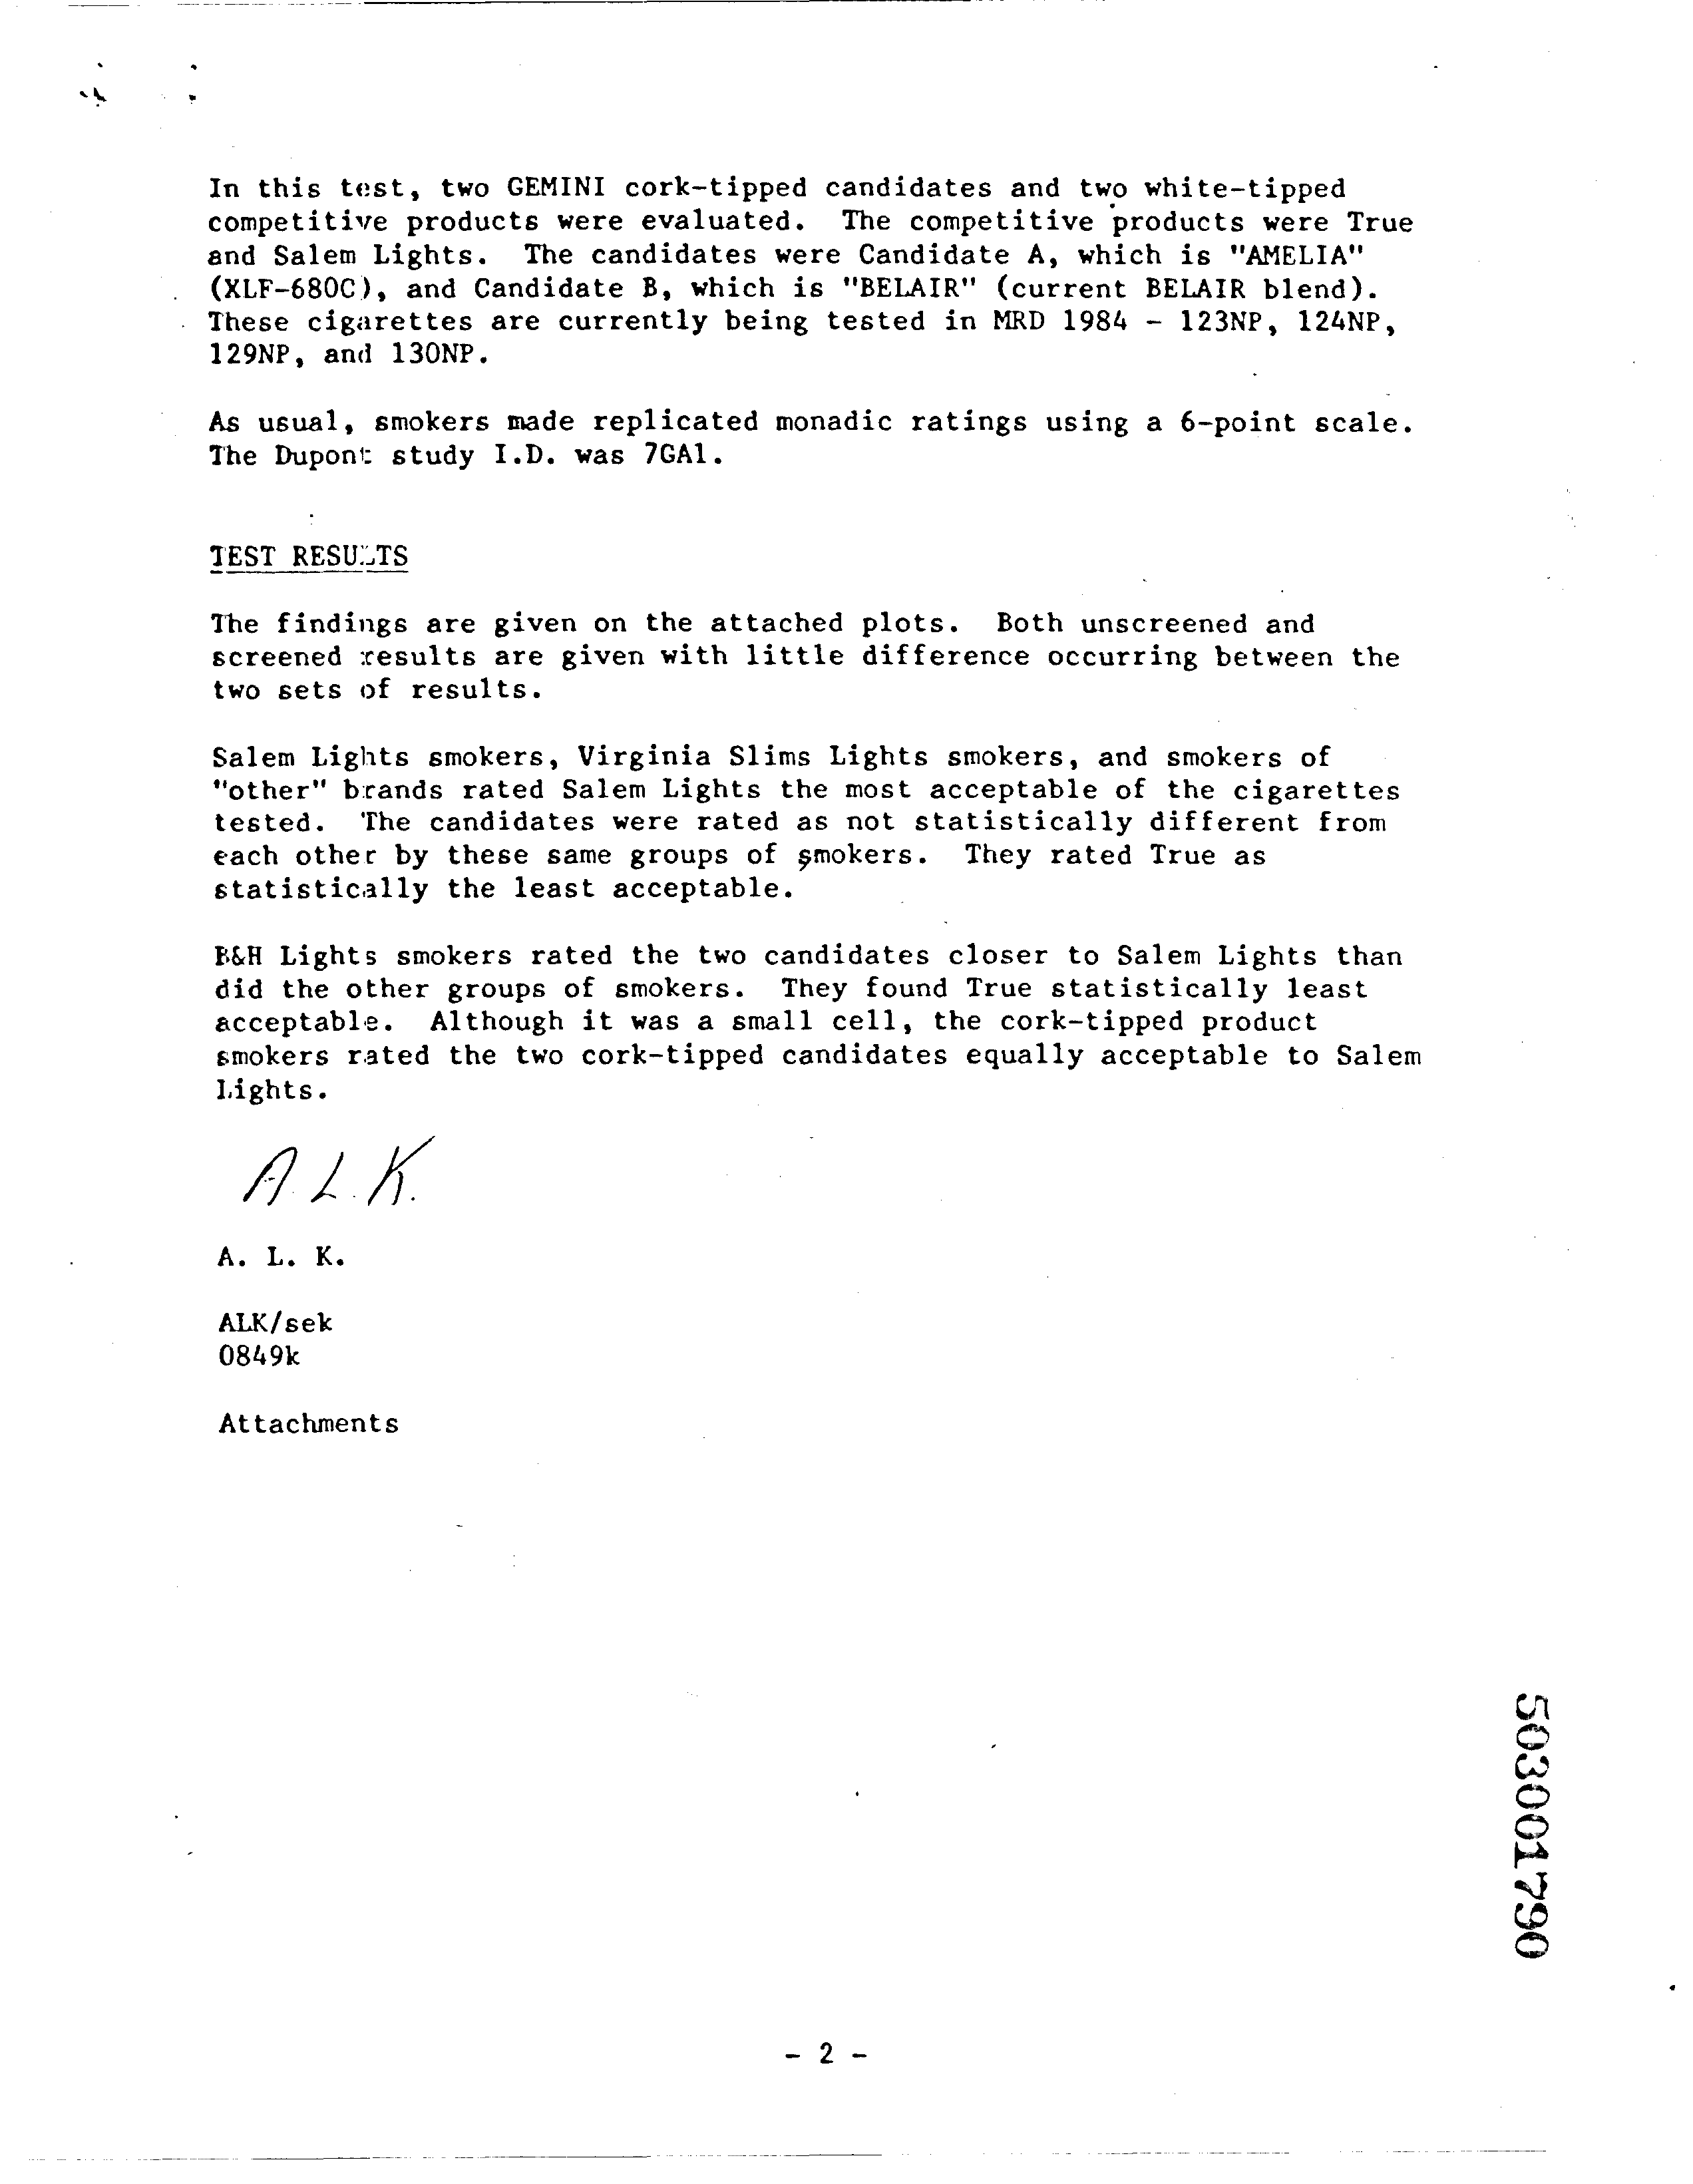 In this test, two GEMINI cork-tipped candidates and two white-tipped
competitive products were evaluated. The competitive products were True
and Salem Lights. The candidates were Candidate A, which is "AMELIA"
(XLF-680C), and Candidate B, which is "BELAIR" (current BELAIR blend).
These cigarettes are currently being tested in MRD 1984 - 123NP, 124NP,
129NP, and 130NP.
As usual, smokers made replicated monadic ratings using a 6-point scale.
The Dupont study I.D. was 7GA1.
TEST RESULTS
The findings are given on the attached plots. Both unscreened and
screened results are given with little difference occurring between the
two sets of results.
Salem Lights smokers, Virginia Slims Lights smokers, and smokers of
"other" brands rated Salem Lights the most acceptable of the cigarettes
tested. The candidates were rated as not statistically different from
each other by these same groups of smokers. They rated True as
statistically the least acceptable.
B&H Lights smokers rated the two candidates closer to Salem Lights than
did the other groups of smokers. They found True statistically least
acceptable. Although it was a small cell, the cork-tipped product
smokers rated the two cork-tipped candidates equally acceptable to Salem
Lights.
A. L. K.
A. L. K.
ALK/sek
0849k
Attachments
503001790
- 2 -